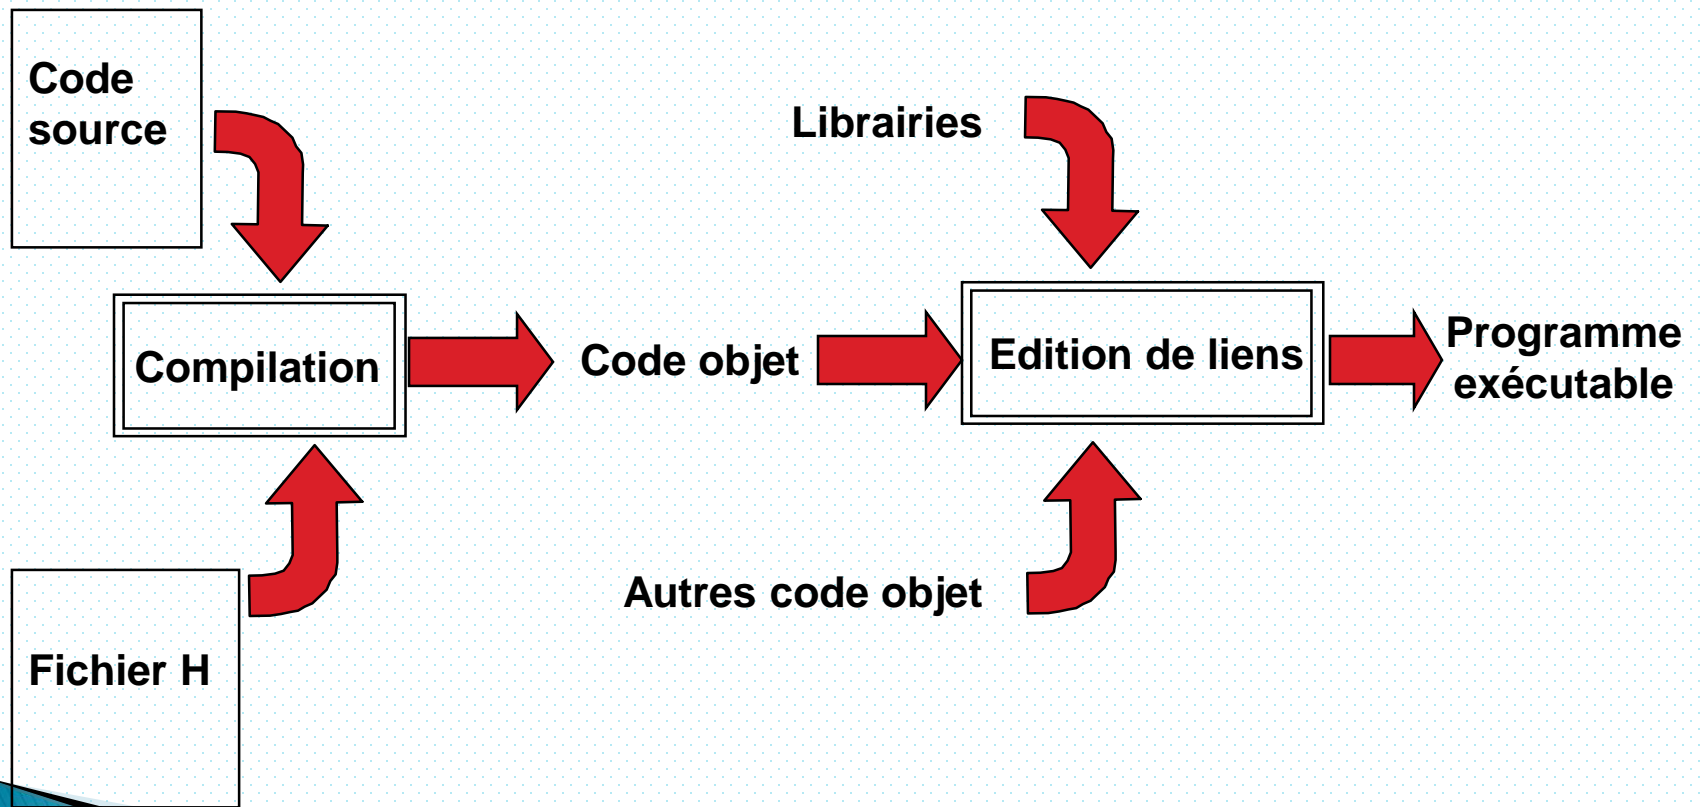 Code
source
Librairies
Compilation
Code objet
Edition de liens
Programme
exécutable
Autres code objet
Fichier H